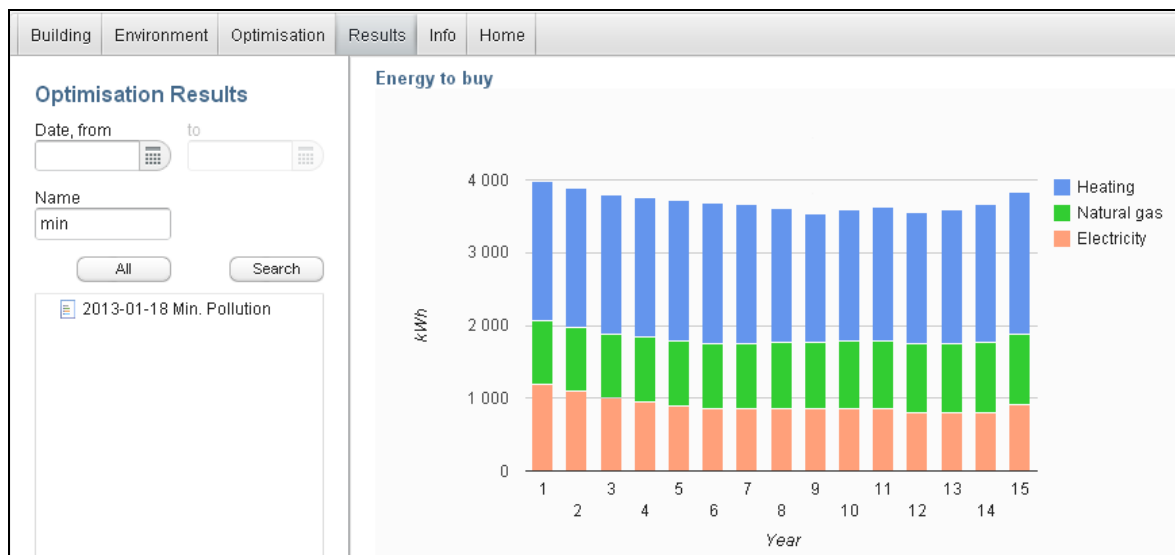 Building Environment Optimisation Results Info Home
Optimisation Results
Date, from to
Name
min
All Search
2013-01-18 Min. Pollution
Energy to buy
4 000
3 000
2 000
1 000
0
kWh
1 3 5 7 9 11 13 15
2 4 6 8 10 12 14
Year
Heating
Natural gas
Electricity